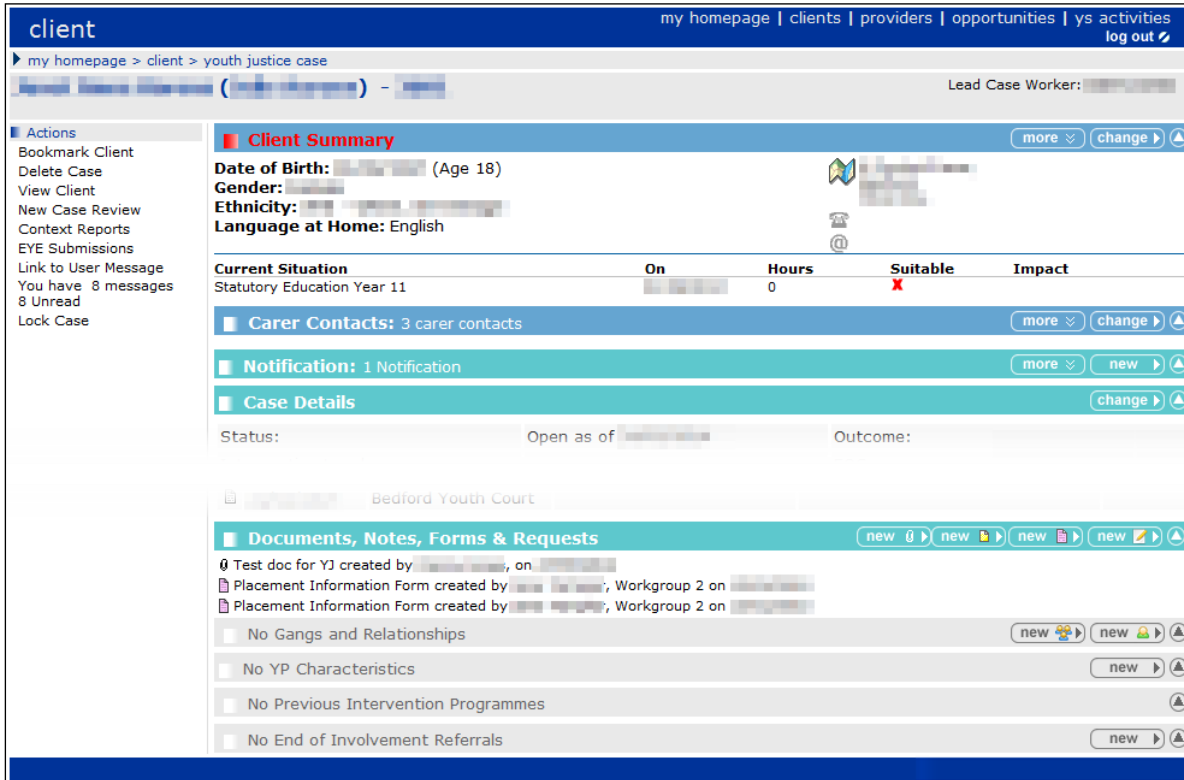 client
my homepage | clients | providers | opportunities | ys activities
log out
my homepage > client > youth justice case
( ) -
Lead Case Worker:
Actions
Bookmark Client
Delete Case
View Client
New Case Review
Context Reports
EYE Submissions
Link to User Message
You have 8 messages
8 Unread
Lock Case
Client Summary
more change
Date of Birth: (Age 18)
Gender:
Ethnicity:
Language at Home: English
Current Situation On Hours Suitable Impact
Statutory Education Year 11 0 X
Carer Contacts: 3 carer contacts
more change
Notification: 1 Notification
more new
Case Details
change
Status: Open as of Outcome:
Bedford Youth Court
Documents, Notes, Forms & Requests
new new new new
Test doc for YJ created by , on
Placement Information Form created by , Workgroup 2 on
Placement Information Form created by , Workgroup 2 on
No Gangs and Relationships
new new
No YP Characteristics
new
No Previous Intervention Programmes
No End of Involvement Referrals
new